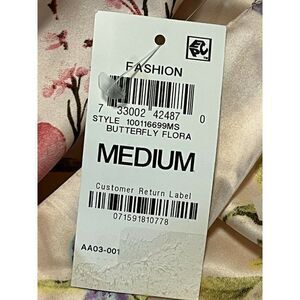 FASHION
7 33002 42487 0
STYLE 100116699MS
BUTTERFLY FLORA
MEDIUM
Customer Return Label
071591810778
AA03-001